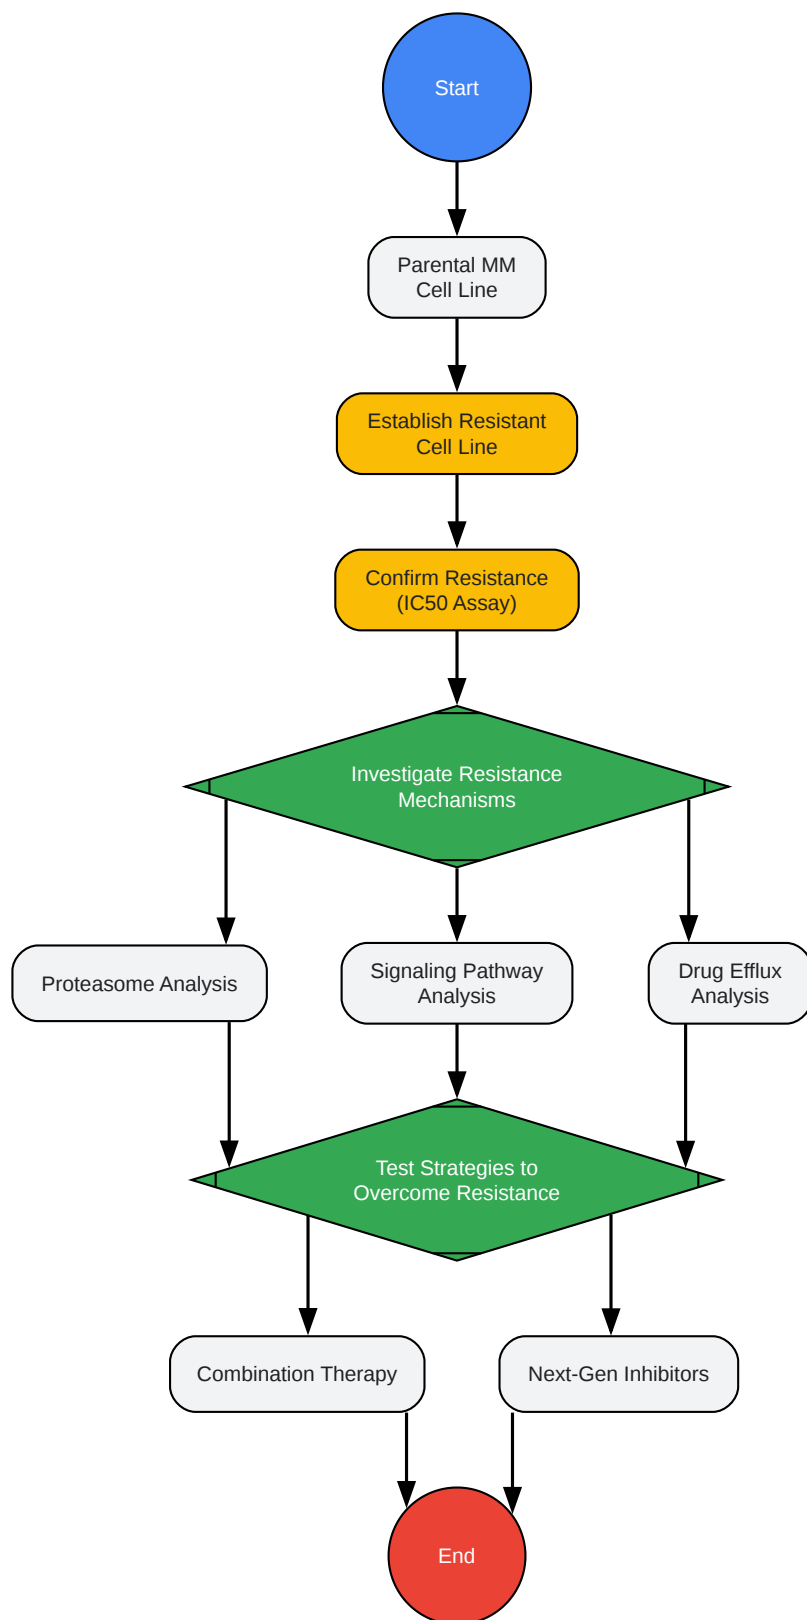 Start
Parental MM
Cell Line
Establish Resistant
Cell Line
Confirm Resistance
(IC50 Assay)
Investigate Resistance
Mechanisms
Proteasome Analysis
Signaling Pathway
Analysis
Drug Efflux
Analysis
Test Strategies to
Overcome Resistance
Combination Therapy
Next-Gen Inhibitors
End